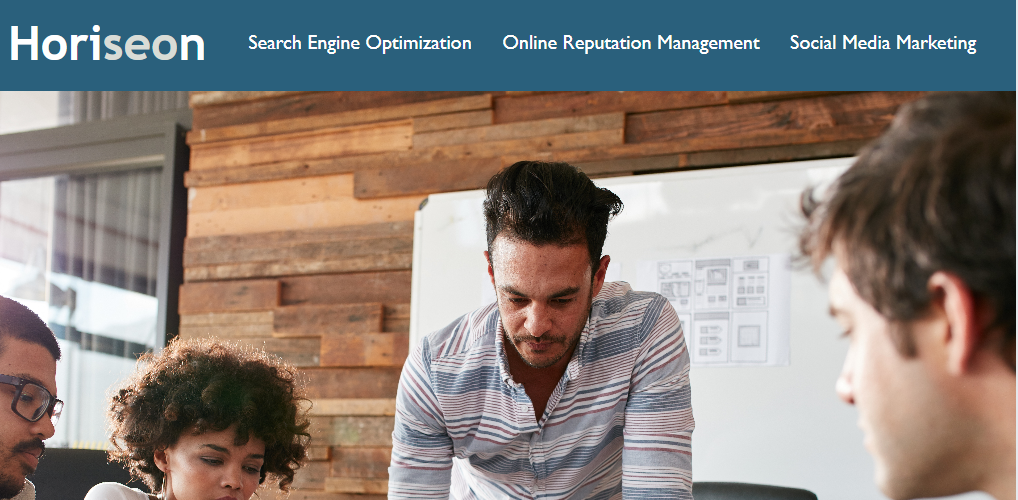 Horiseon
Search Engine Optimization
Online Reputation Management
Social Media Marketing